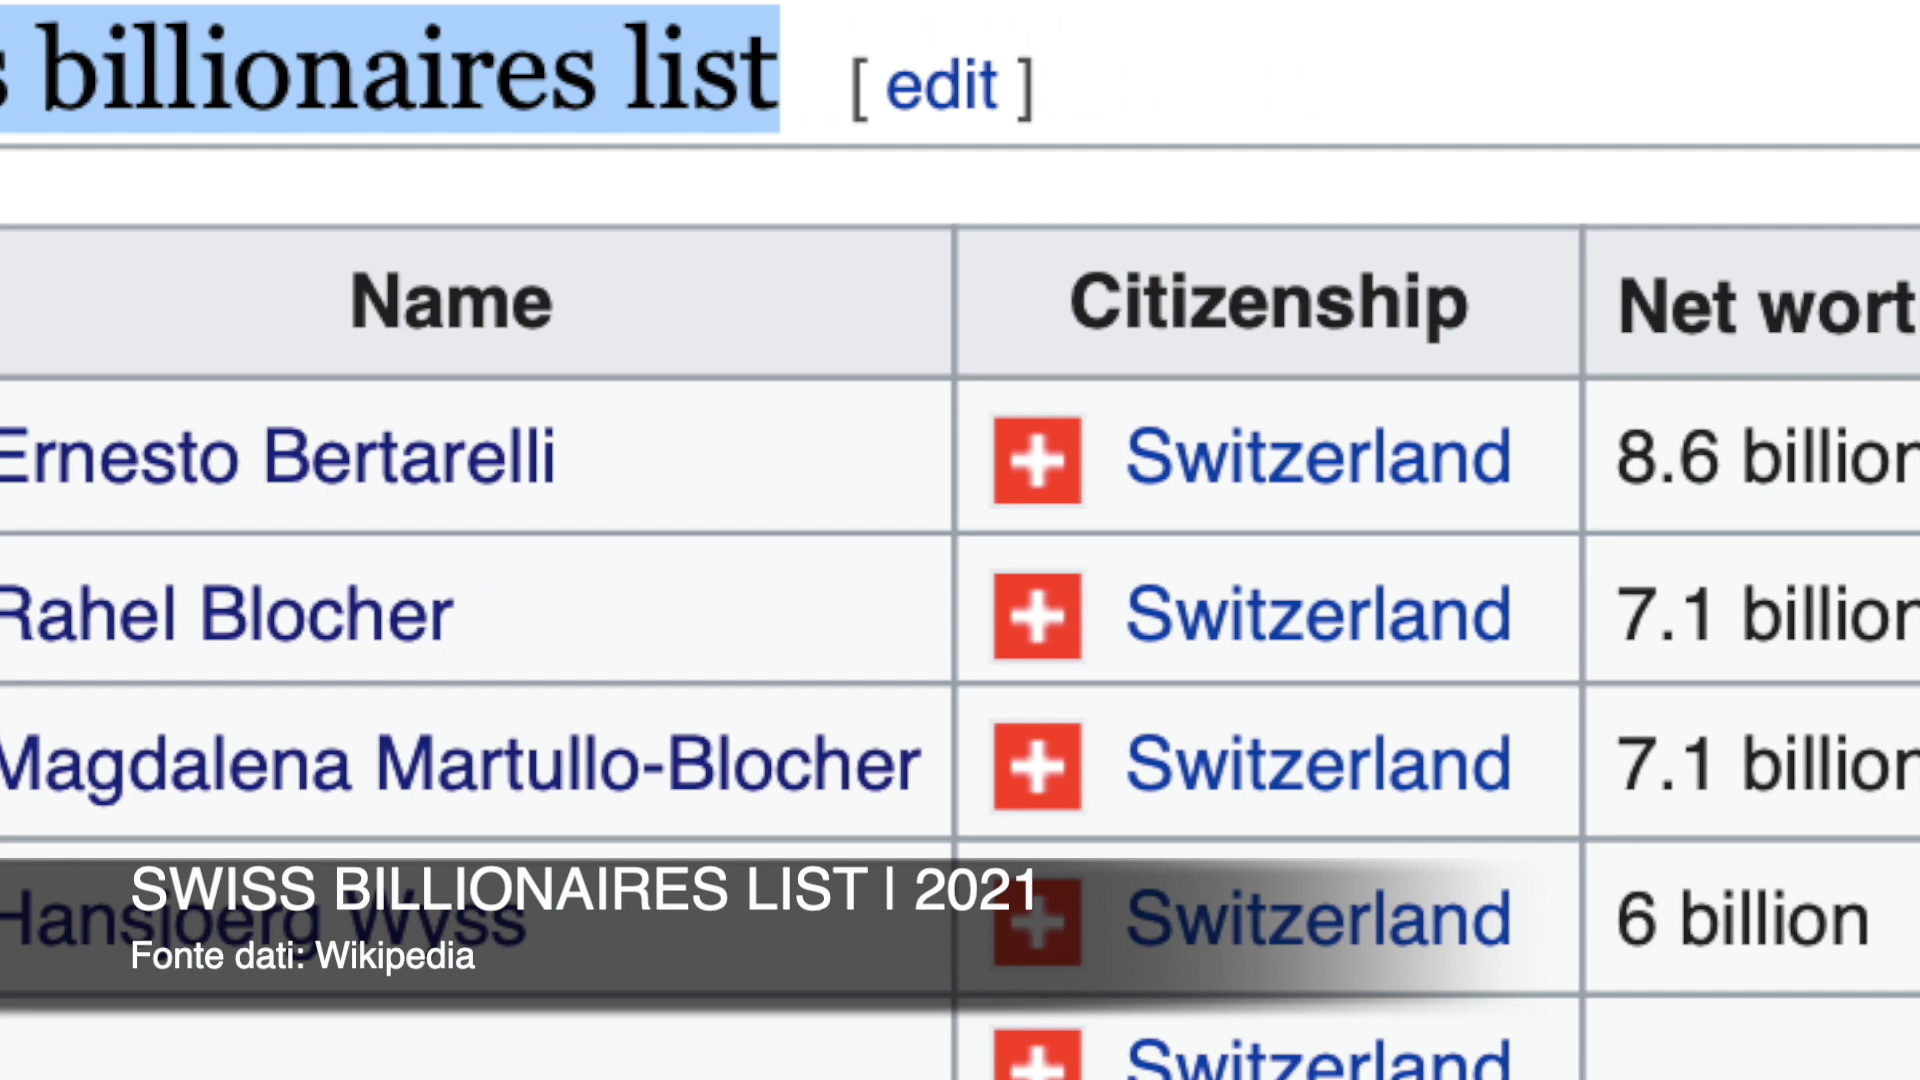 billionaires list [ edit ]
Name Citizenship Net
Ernesto Bertarelli Switzerland 8.6 billion
Rahel Blocher Switzerland 7.1 billion
Magdalena Martullo-Blocher Switzerland 7.1 billion
Hansjoerg Wyss Switzerland 6 billion
SWISS BILLIONAIRES LIST | 2021
Fonte dati: Wikipedia
Switzerland